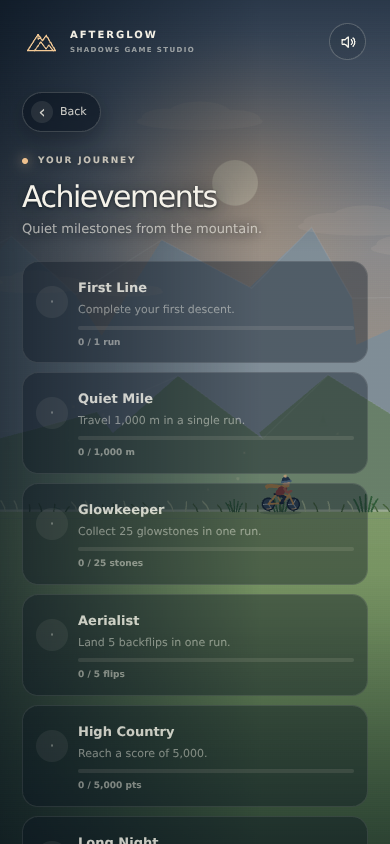 AFTERGLOW
SHADOWS GAME STUDIO
Back
YOUR JOURNEY
Achievements
Quiet milestones from the mountain.
First Line
Complete your first descent.
0 / 1 run
Quiet Mile
Travel 1,000 m in a single run.
0 / 1,000 m
Glowkeeper
Collect 25 glowstones in one run.
0 / 25 stones
Aerialist
Land 5 backflips in one run.
0 / 5 flips
High Country
Reach a score of 5,000.
0 / 5,000 pts
Long Night